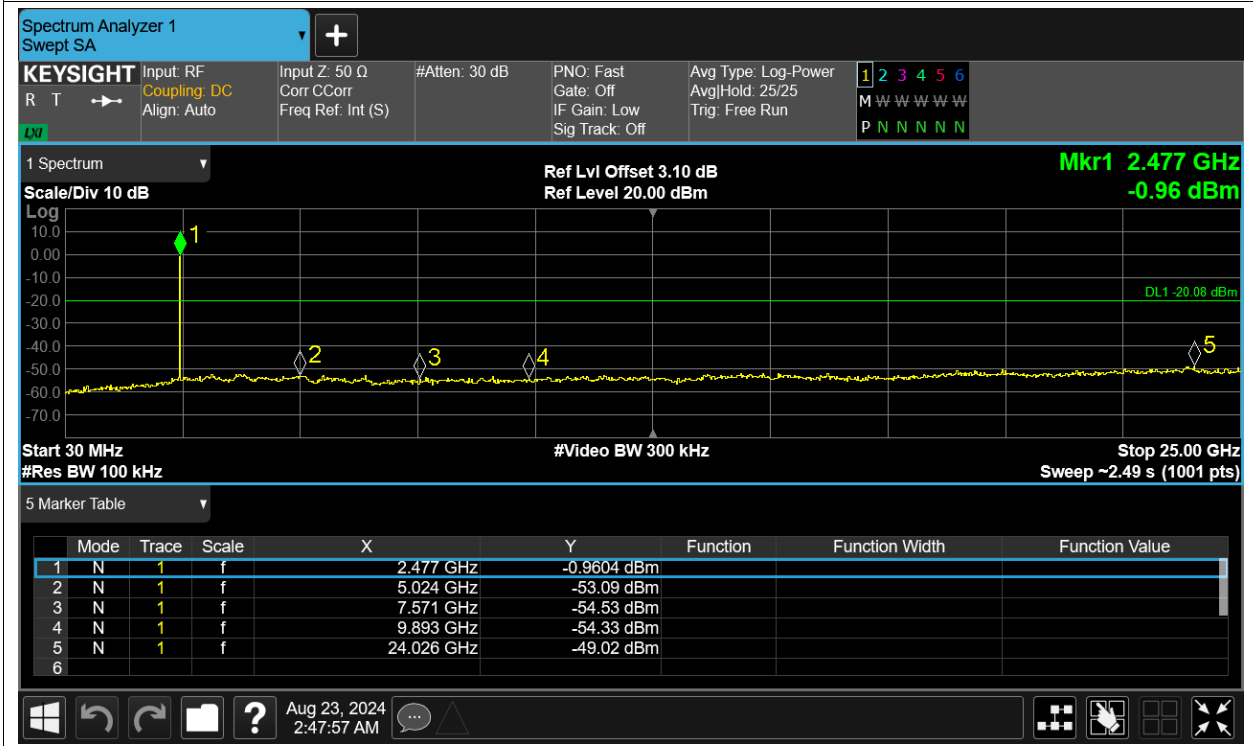 Spectrum Analyzer 1
Swept SA
KEYSIGHT
R T
LXI
Input: RF
Coupling: DC
Align: Auto
Input Z: 50 Ω
Corr CCorr
Freq Ref: Int (S)
#Atten: 30 dB
PNO: Fast
Gate: Off
IF Gain: Low
Sig Track: Off
Avg Type: Log-Power
Avg|Hold: 25/25
Trig: Free Run
1 2 3 4 5 6
M W W W W W
P N N N N N
1 Spectrum
Scale/Div 10 dB
Ref Lvl Offset 3.10 dB
Ref Level 20.00 dBm
Mkr1 2.477 GHz
-0.96 dBm
Log
10.0
0.00
-10.0
-20.0
-30.0
-40.0
-50.0
-60.0
-70.0
1
2
3
4
5
DL1 -20.08 dBm
Start 30 MHz
#Video BW 300 kHz
Stop 25.00 GHz
#Res BW 100 kHz
Sweep ~2.49 s (1001 pts)
5 Marker Table
Mode Trace Scale X Y Function Function Width Function Value
1 N 1 f 2.477 GHz -0.9604 dBm
2 N 1 f 5.024 GHz -53.09 dBm
3 N 1 f 7.571 GHz -54.53 dBm
4 N 1 f 9.893 GHz -54.33 dBm
5 N 1 f 24.026 GHz -49.02 dBm
6
?
Aug 23, 2024
2:47:57 AM